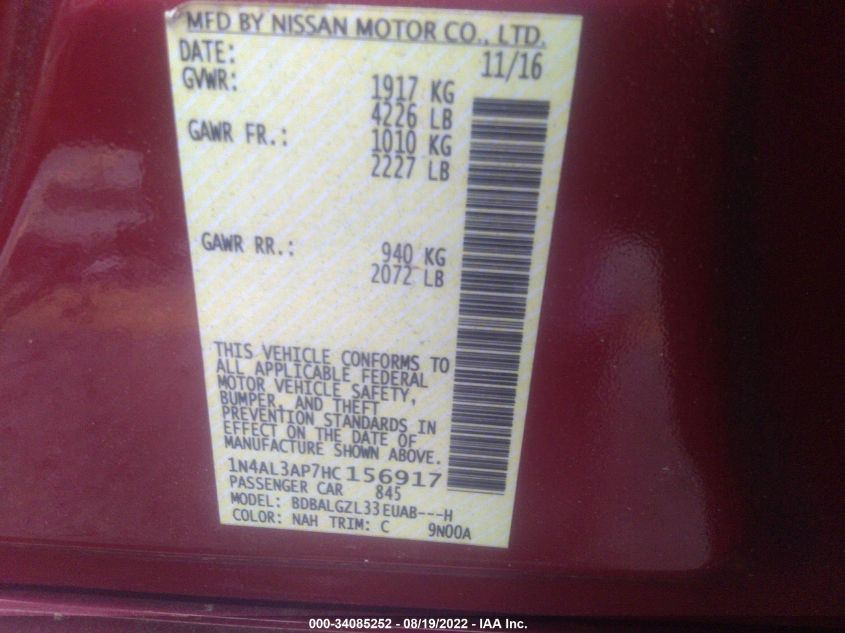 MFD BY NISSAN MOTOR CO., LTD.
DATE: 11/16
GVWR: 1917 KG
4226 LB
GAWR FR.: 1010 KG
2227 LB
GAWR RR.: 940 KG
2072 LB
THIS VEHICLE CONFORMS TO
ALL APPLICABLE FEDERAL
MOTOR VEHICLE SAFETY,
BUMPER, AND THEFT
PREVENTION STANDARDS IN
EFFECT ON THE DATE OF
MANUFACTURE SHOWN ABOVE.
1N4AL3AP7HC156917
PASSENGER CAR 845
MODEL: BDBALGZL33EUAB---H
COLOR: NAH TRIM: C 9N00A
000-34085252 - 08/19/2022 - IAA Inc.